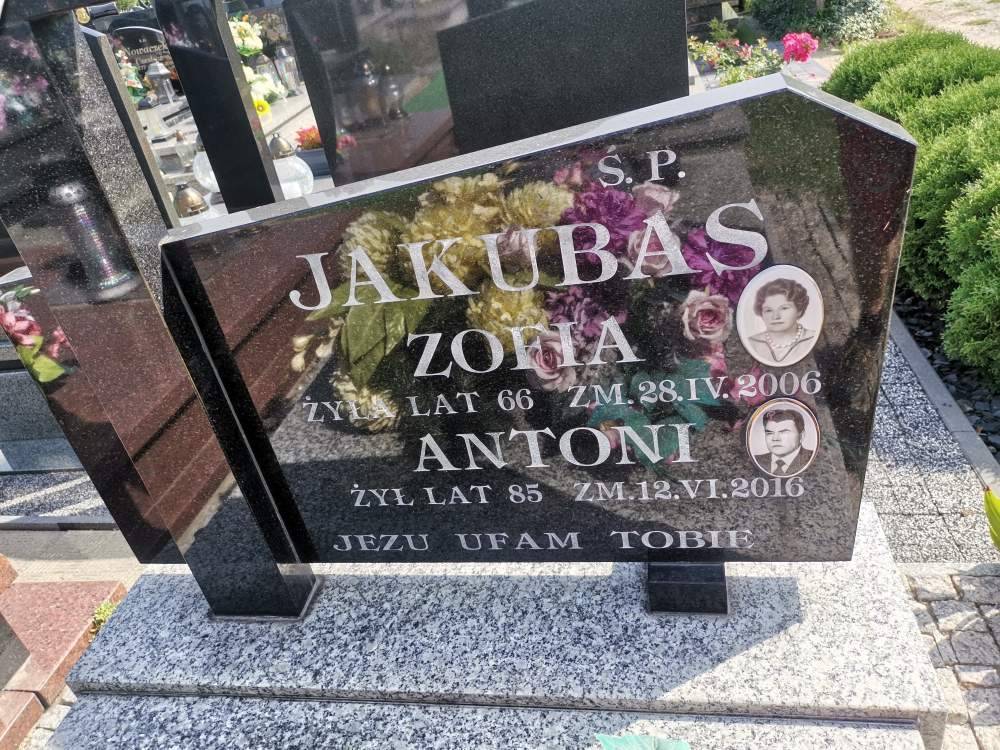 Nowaczek
Ś. P.
JAKUBAS
ZOFIA
ŻYŁA LAT 66 ZM. 28. IV. 2006
ANTONI
ŻYŁ LAT 85 ZM. 12. VI. 2016
JEZU UFAM TOBIE